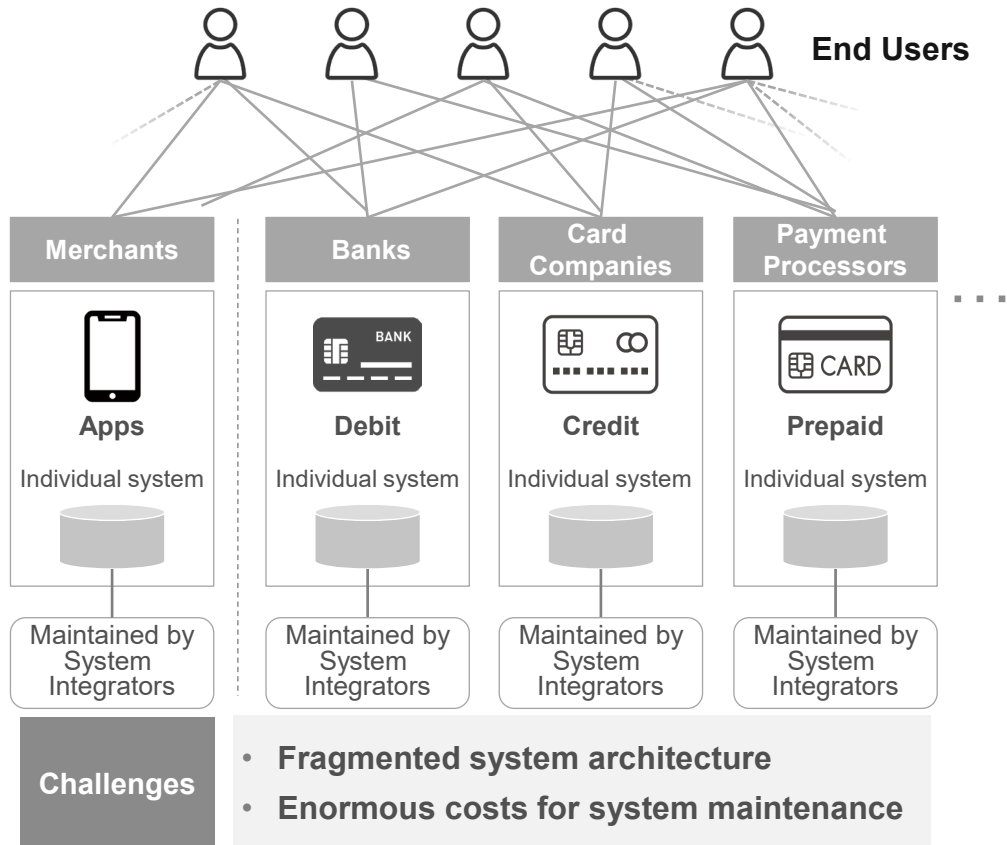 End Users
Merchants
Banks
Card
Companies
Payment
Processors
BANK
CARD
Apps
Debit
Credit
Prepaid
Individual system
Individual system
Individual system
Individual system
Maintained by
System
Integrators
Maintained by
System
Integrators
Maintained by
System
Integrators
Maintained by
System
Integrators
Challenges
• Fragmented system architecture
• Enormous costs for system maintenance